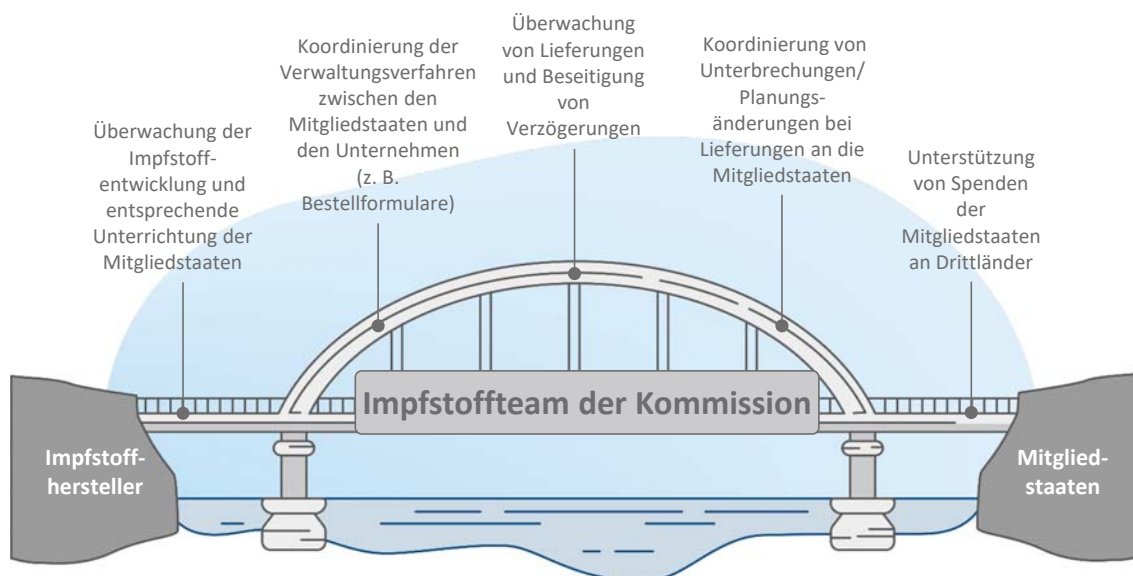 Überwachung der
Impfstoff-
entwicklung und
entsprechende
Unterrichtung der
Mitgliedstaaten
Koordinierung der
Verwaltungsverfahren
zwischen den
Mitgliedstaaten und
den Unternehmen
(z. B.
Bestellformulare)
Überwachung
von Lieferungen
und Beseitigung
von
Verzögerungen
Koordinierung von
Unterbrechungen/
Planungs-
änderungen bei
Lieferungen an die
Mitgliedstaaten
Unterstützung
von Spenden
der
Mitgliedstaaten
an Drittländer
Impfstoffteam der Kommission
Impfstoff-
hersteller
Mitglied-
staaten